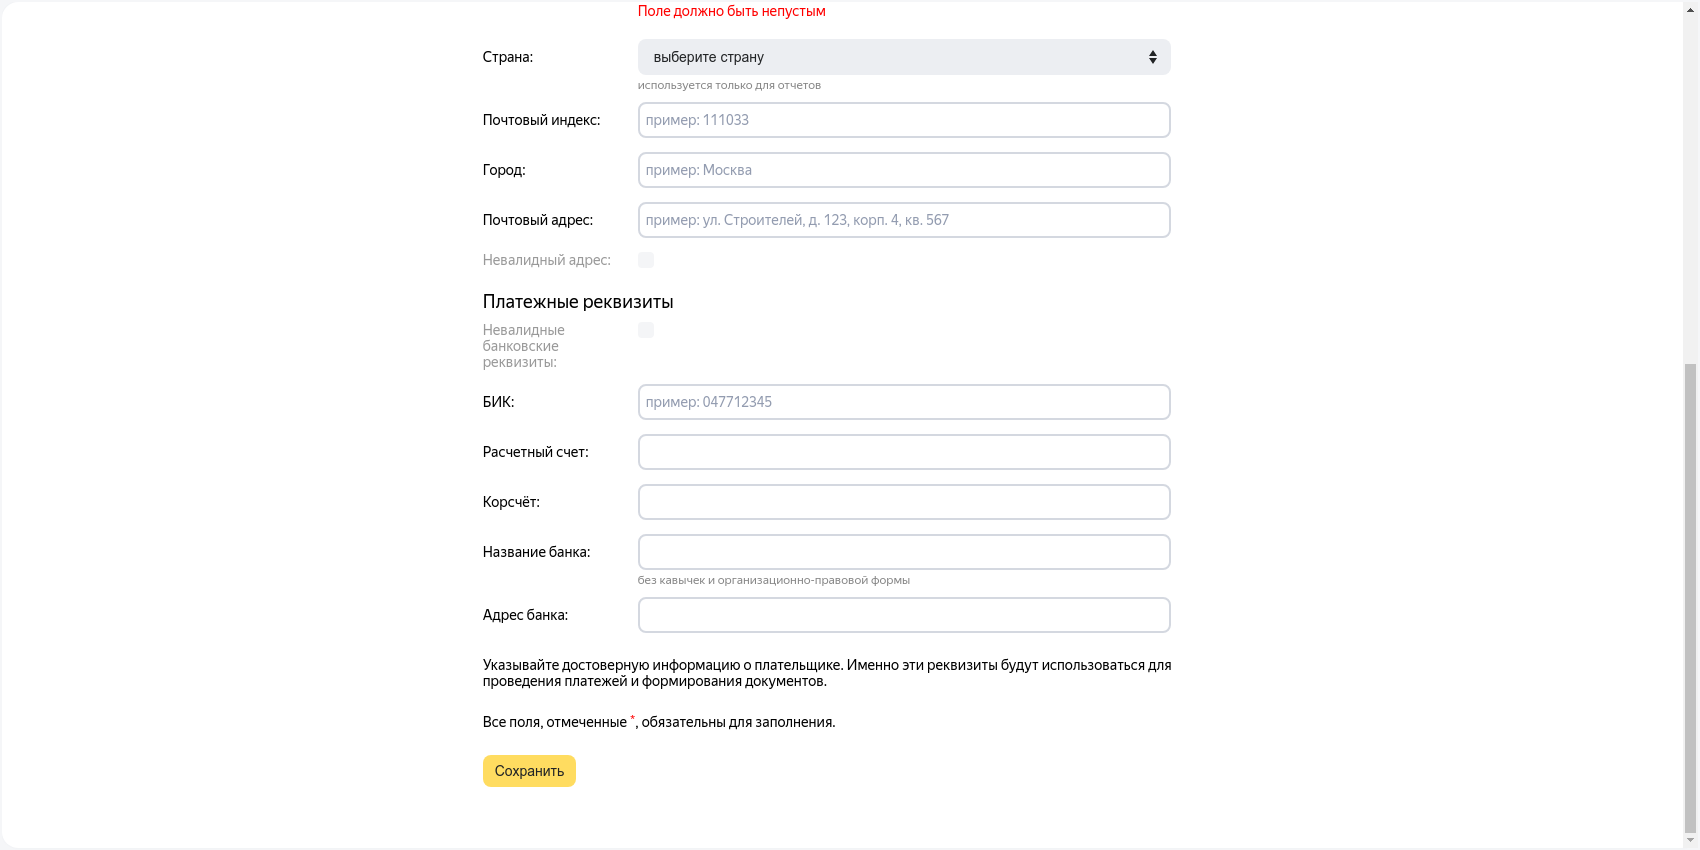 Поле должно быть непустым
Страна:
выберите страну
используется только для отчетов
Почтовый индекс:
пример: 111033
Город:
пример: Москва
Почтовый адрес:
пример: ул. Строителей, д. 123, корп. 4, кв. 567
Невалидный адрес:
Платежные реквизиты
Невалидные
банковские
реквизиты:
БИК:
пример: 047712345
Расчетный счет:
Корсчёт:
Название банка:
без кавычек и организационно-правовой формы
Адрес банка:
Указывайте достоверную информацию о плательщике. Именно эти реквизиты будут использоваться для
проведения платежей и формирования документов.
Все поля, отмеченные *, обязательны для заполнения.
Сохранить